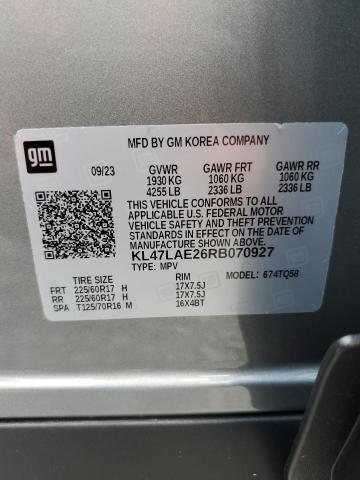 gm
MFD BY GM KOREA COMPANY
09/23 GVWR GAWR FRT GAWR RR
1930 KG 1060 KG 1060 KG
4255 LB 2336 LB 2336 LB
THIS VEHICLE CONFORMS TO ALL
APPLICABLE U.S. FEDERAL MOTOR
VEHICLE SAFETY AND THEFT PREVENTION
STANDARDS IN EFFECT ON THE DATE OF
MANUFACTURE SHOWN ABOVE.
KL47LAE26RB070927
TYPE: MPV MODEL: 674TQ58
TIRE SIZE RIM
FRT 225/60R17 H 17X7.5J
RR 225/60R17 H 17X7.5J
SPA T125/70R16 M 16X4BT